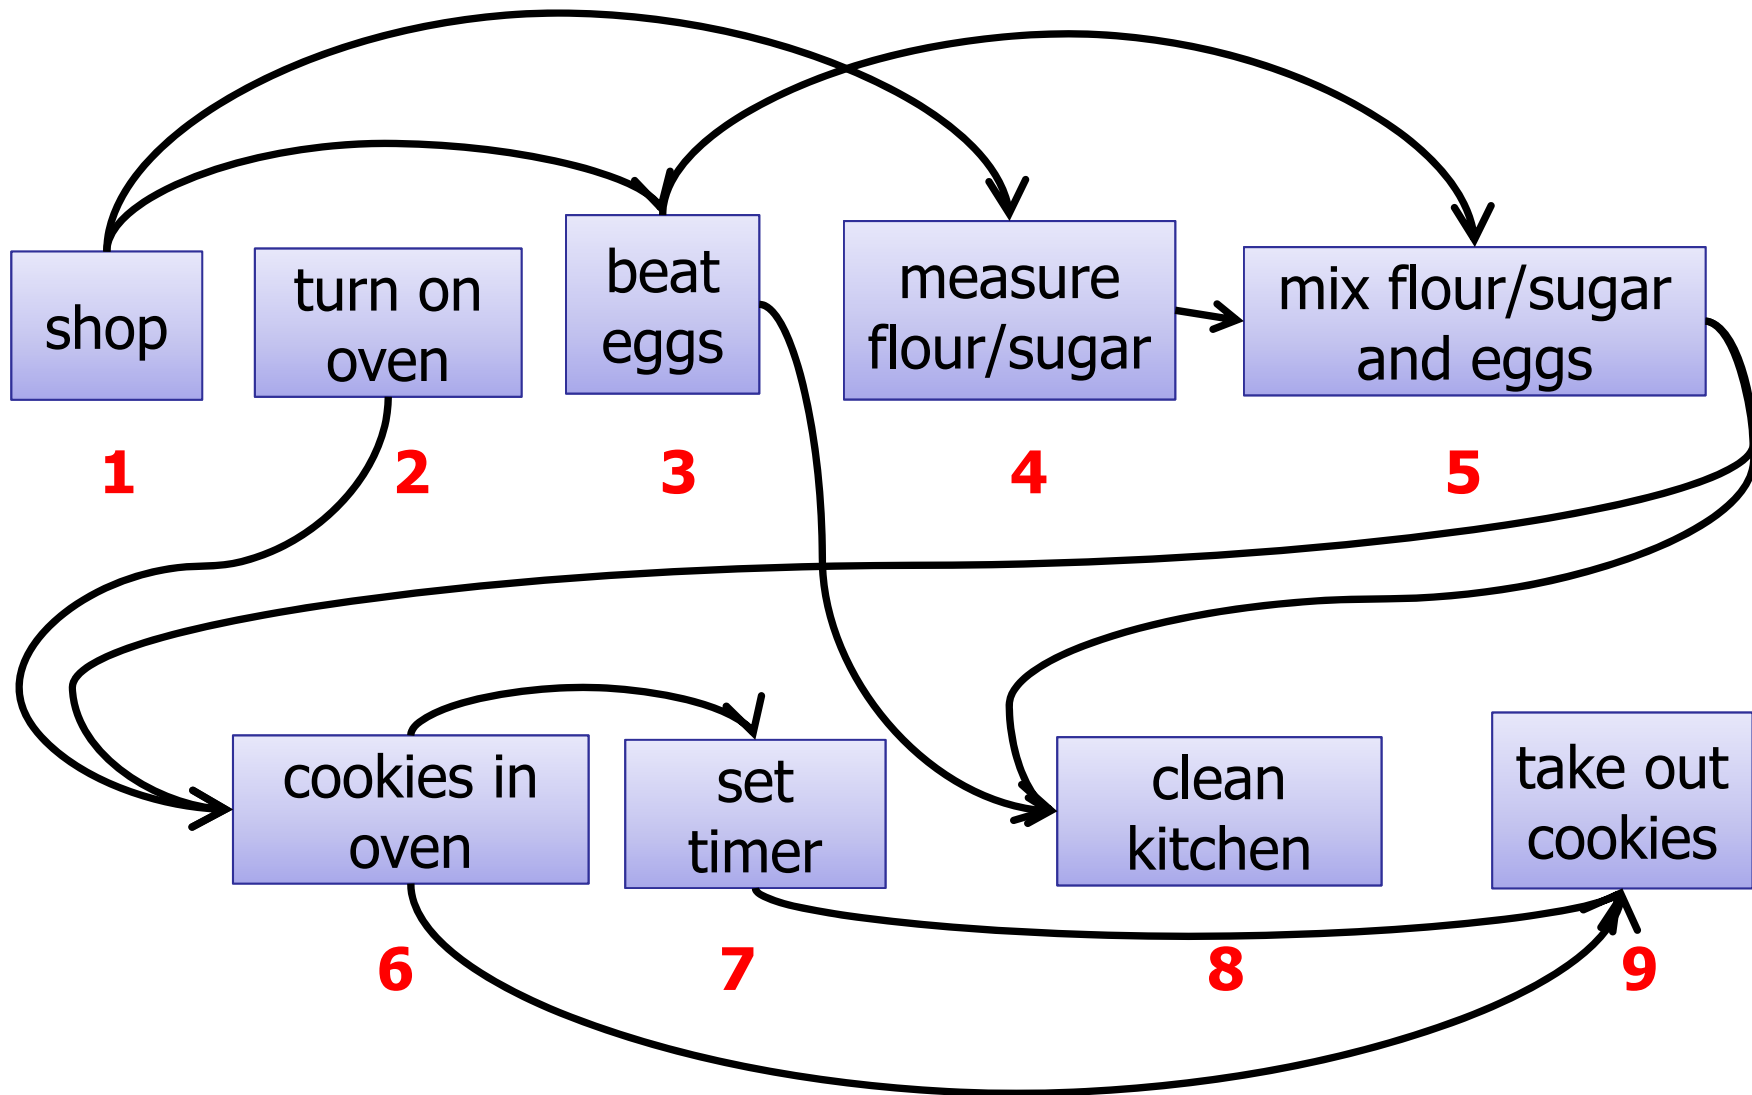 shop
turn on
oven
beat
eggs
measure
flour/sugar
mix flour/sugar
and eggs
1
2
3
4
5
cookies in
oven
set
timer
clean
kitchen
take out
cookies
6
7
8
9